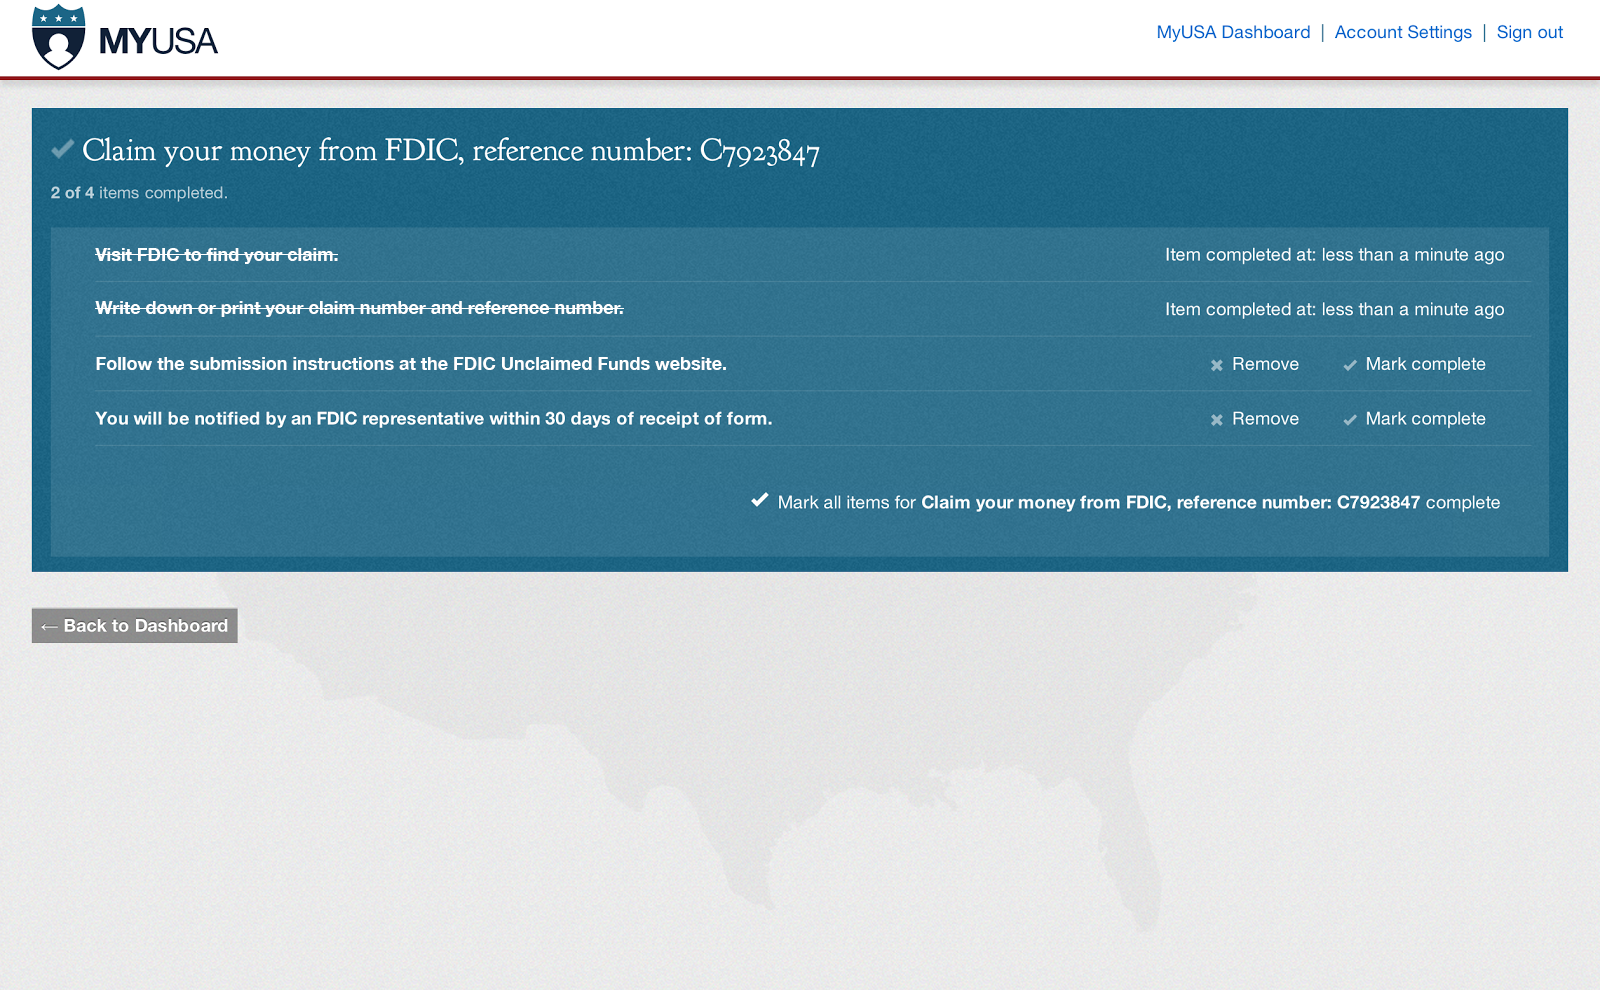 MYUSA
MyUSA Dashboard | Account Settings | Sign out
Claim your money from FDIC, reference number: C7923847
2 of 4 items completed.
Visit FDIC to find your claim. Item completed at: less than a minute ago
Write down or print your claim number and reference number. Item completed at: less than a minute ago
Follow the submission instructions at the FDIC Unclaimed Funds website. Remove Mark complete
You will be notified by an FDIC representative within 30 days of receipt of form. Remove Mark complete
Mark all items for Claim your money from FDIC, reference number: C7923847 complete
← Back to Dashboard